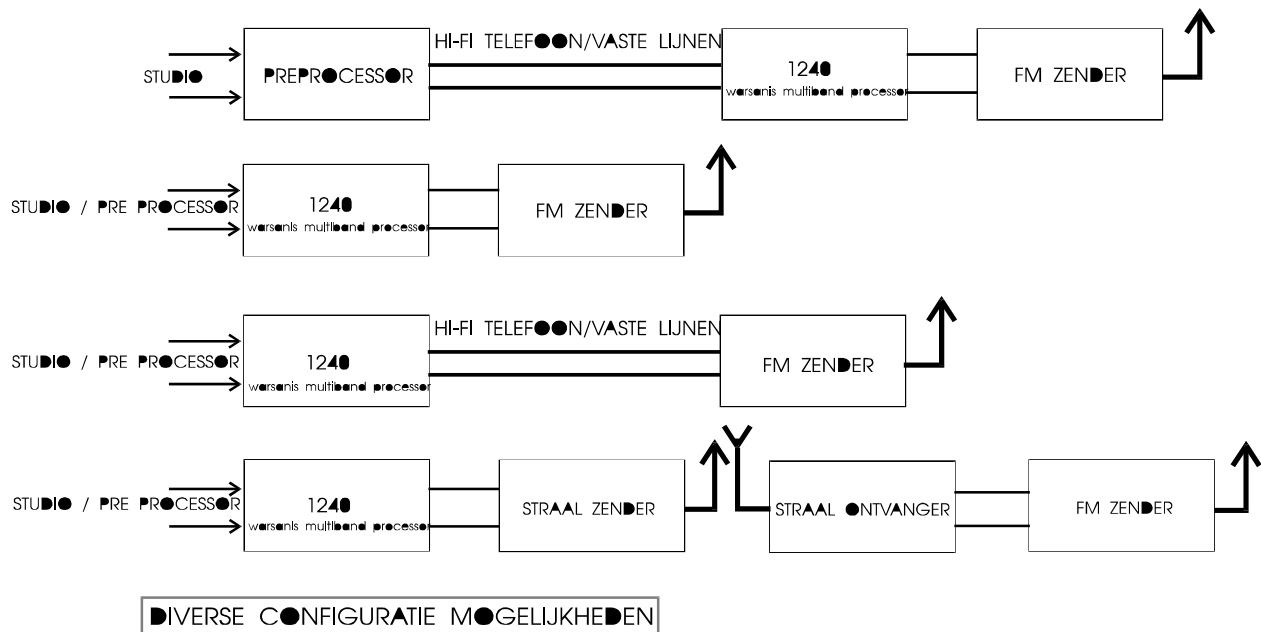 HI-FI TELEFOON/VASTE LIJNEN
STUDIO
PREPROCESSOR
1240
warsanis multiband processor
FM ZENDER
STUDIO / PRE PROCESSOR
1240
warsanis multiband processor
FM ZENDER
HI-FI TELEFOON/VASTE LIJNEN
STUDIO / PRE PROCESSOR
1240
warsanis multiband processor
FM ZENDER
STUDIO / PRE PROCESSOR
1240
warsanis multiband processor
STRAAL ZENDER
STRAAL ONTVANGER
FM ZENDER
DIVERSE CONFIGURATIE MOGELIJKHEDEN